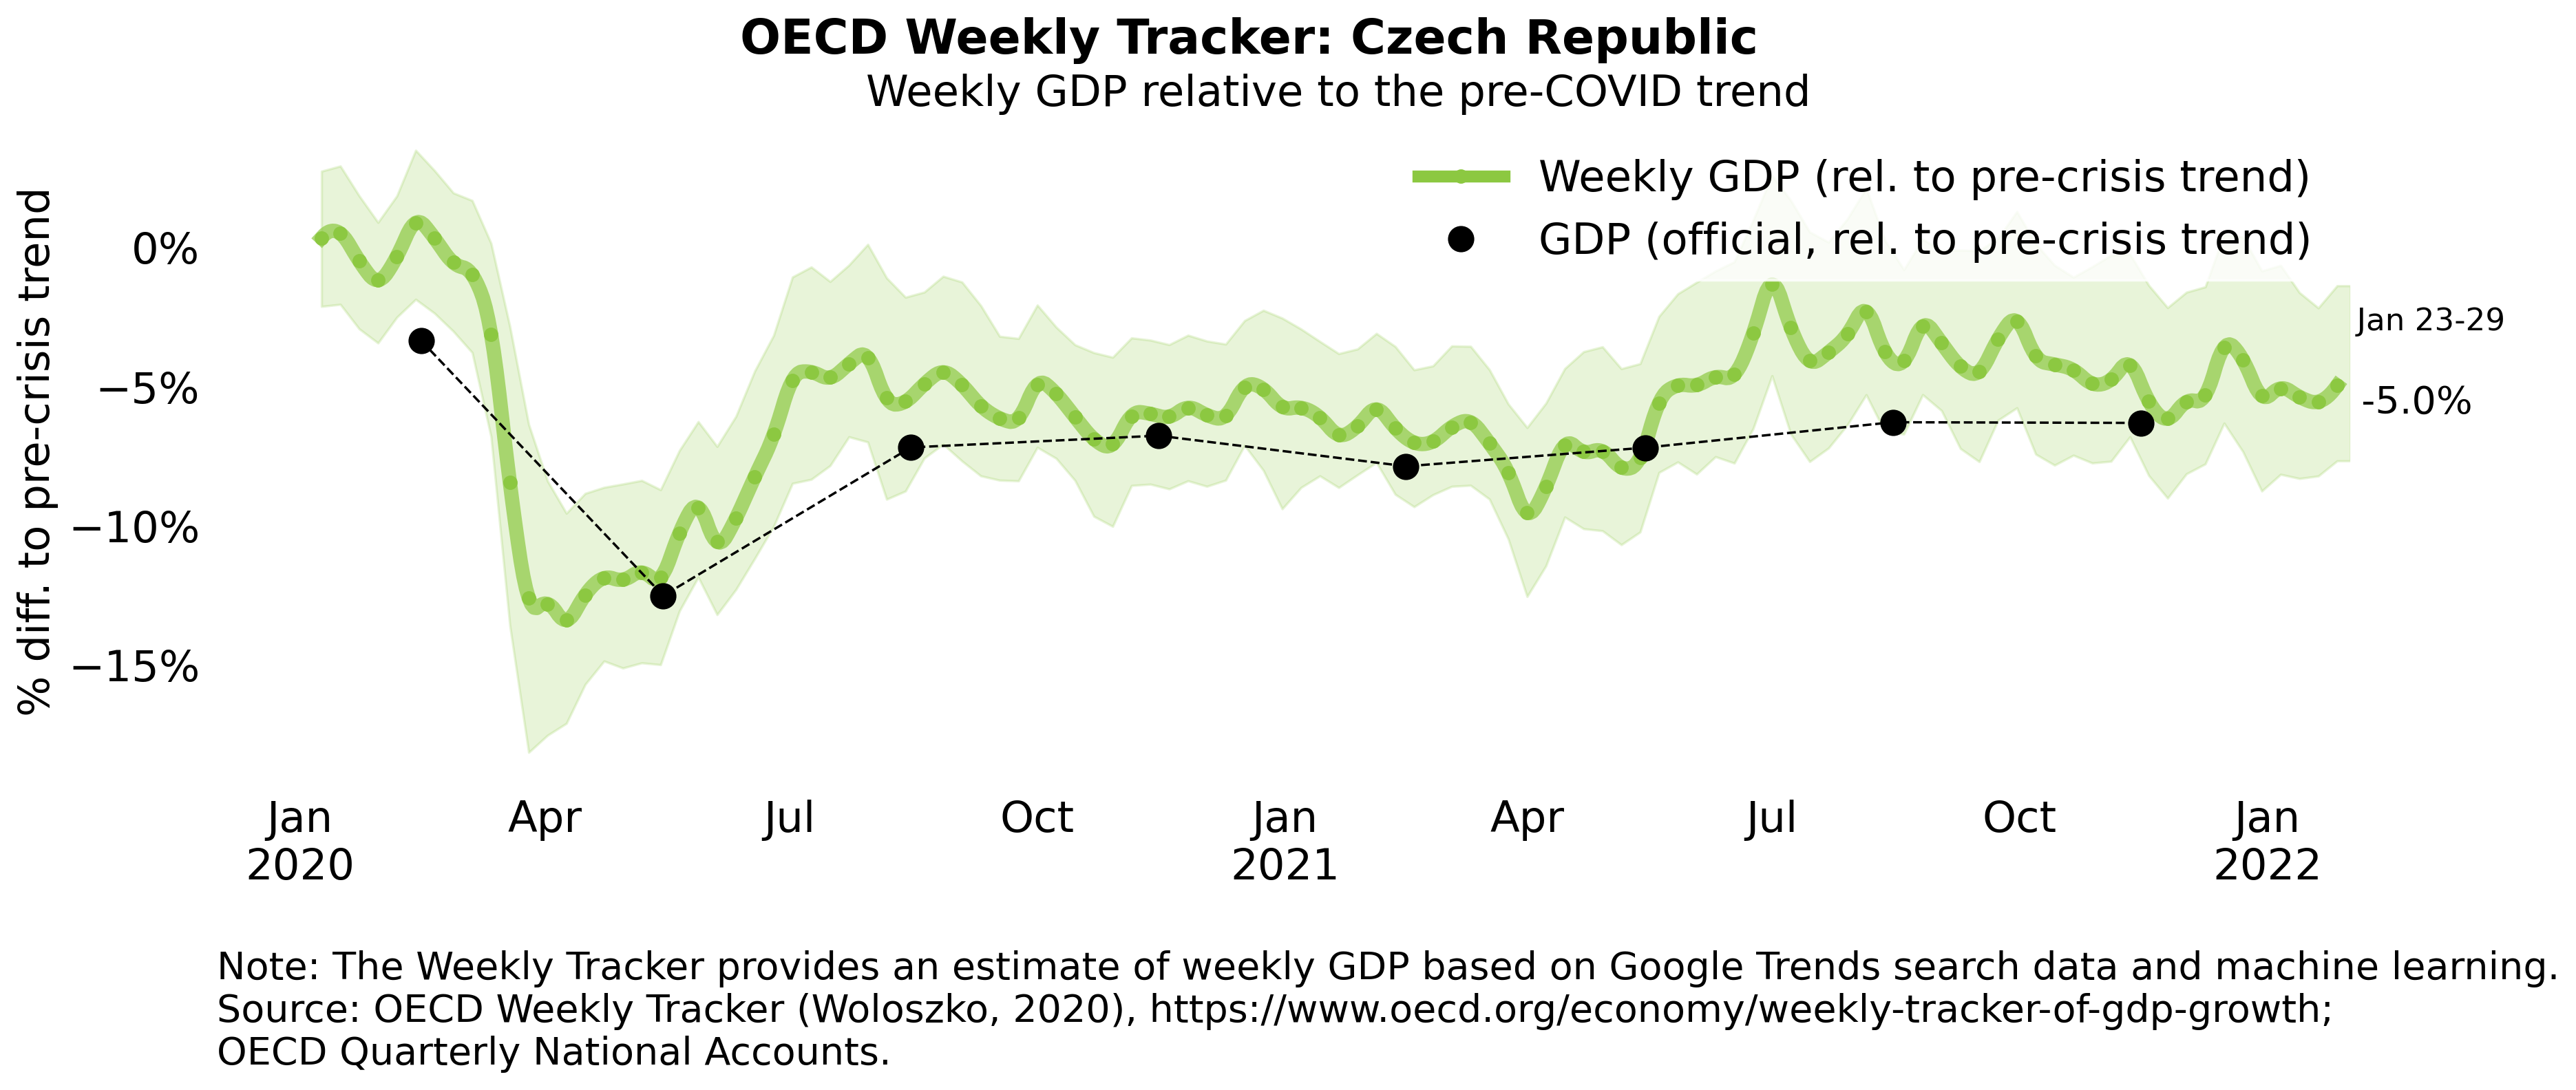 OECD Weekly Tracker: Czech Republic
Weekly GDP relative to the pre-COVID trend
Weekly GDP (rel. to pre-crisis trend)
GDP (official, rel. to pre-crisis trend)
% diff. to pre-crisis trend
0%
−5%
−10%
−15%
Jan 23-29
-5.0%
Jan Apr Jul Oct Jan Apr Jul Oct Jan
2020 2021 2022
Note: The Weekly Tracker provides an estimate of weekly GDP based on Google Trends search data and machine learning.
Source: OECD Weekly Tracker (Woloszko, 2020), https://www.oecd.org/economy/weekly-tracker-of-gdp-growth;
OECD Quarterly National Accounts.